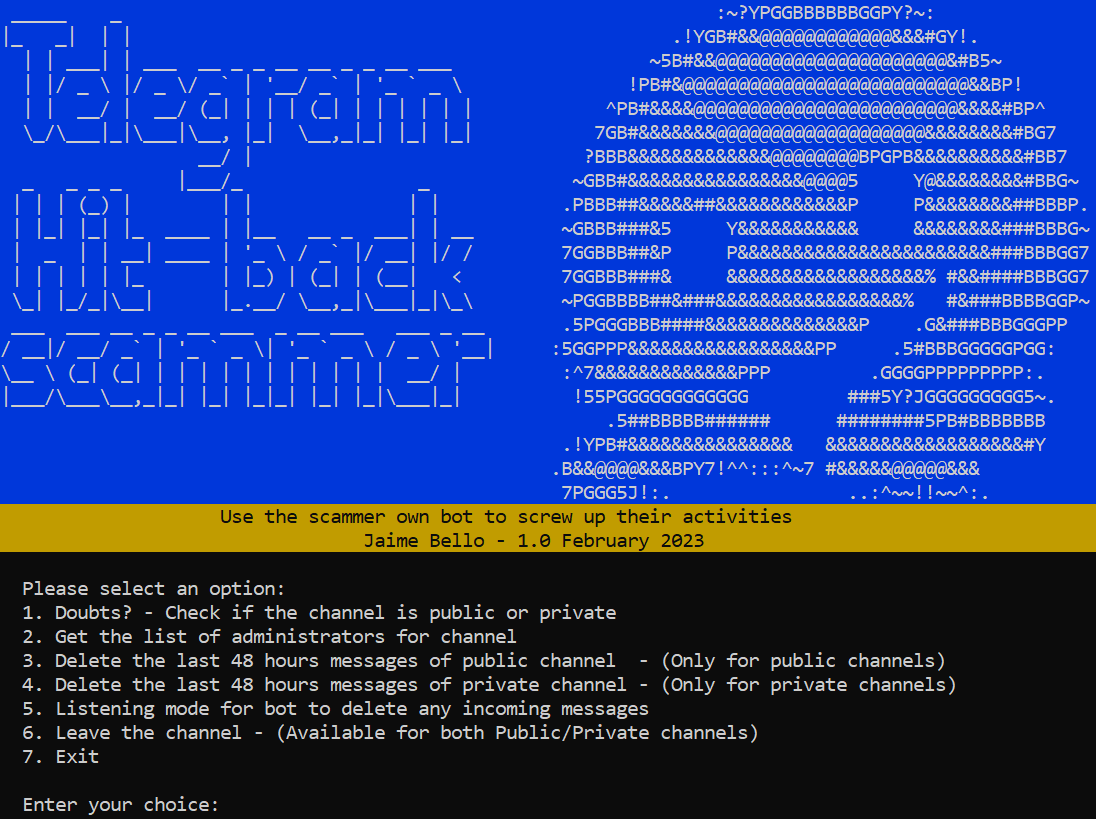 Telegram
Hit-back
scammer
Use the scammer own bot to screw up their activities
Jaime Bello - 1.0 February 2023
Please select an option:
1. Doubts? - Check if the channel is public or private
2. Get the list of administrators for channel
3. Delete the last 48 hours messages of public channel  - (Only for public channels)
4. Delete the last 48 hours messages of private channel - (Only for private channels)
5. Listening mode for bot to delete any incoming messages
6. Leave the channel - (Available for both Public/Private channels)
7. Exit
Enter your choice: